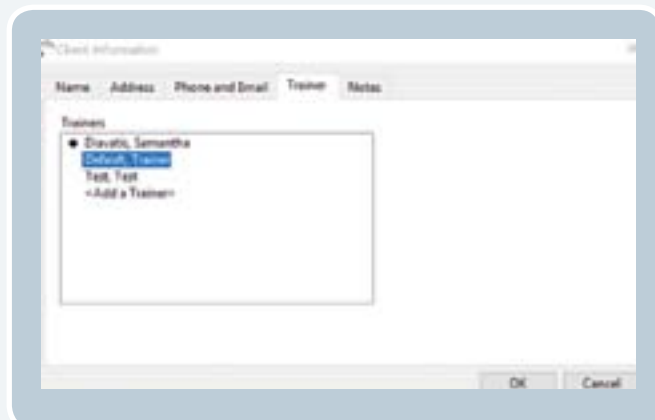 Client Information
Name Address Phone and Email Trainer Notes
Trainers
Diavatis, Samantha
Default, Trainer
Test, Test
<Add a Trainer>
OK Cancel